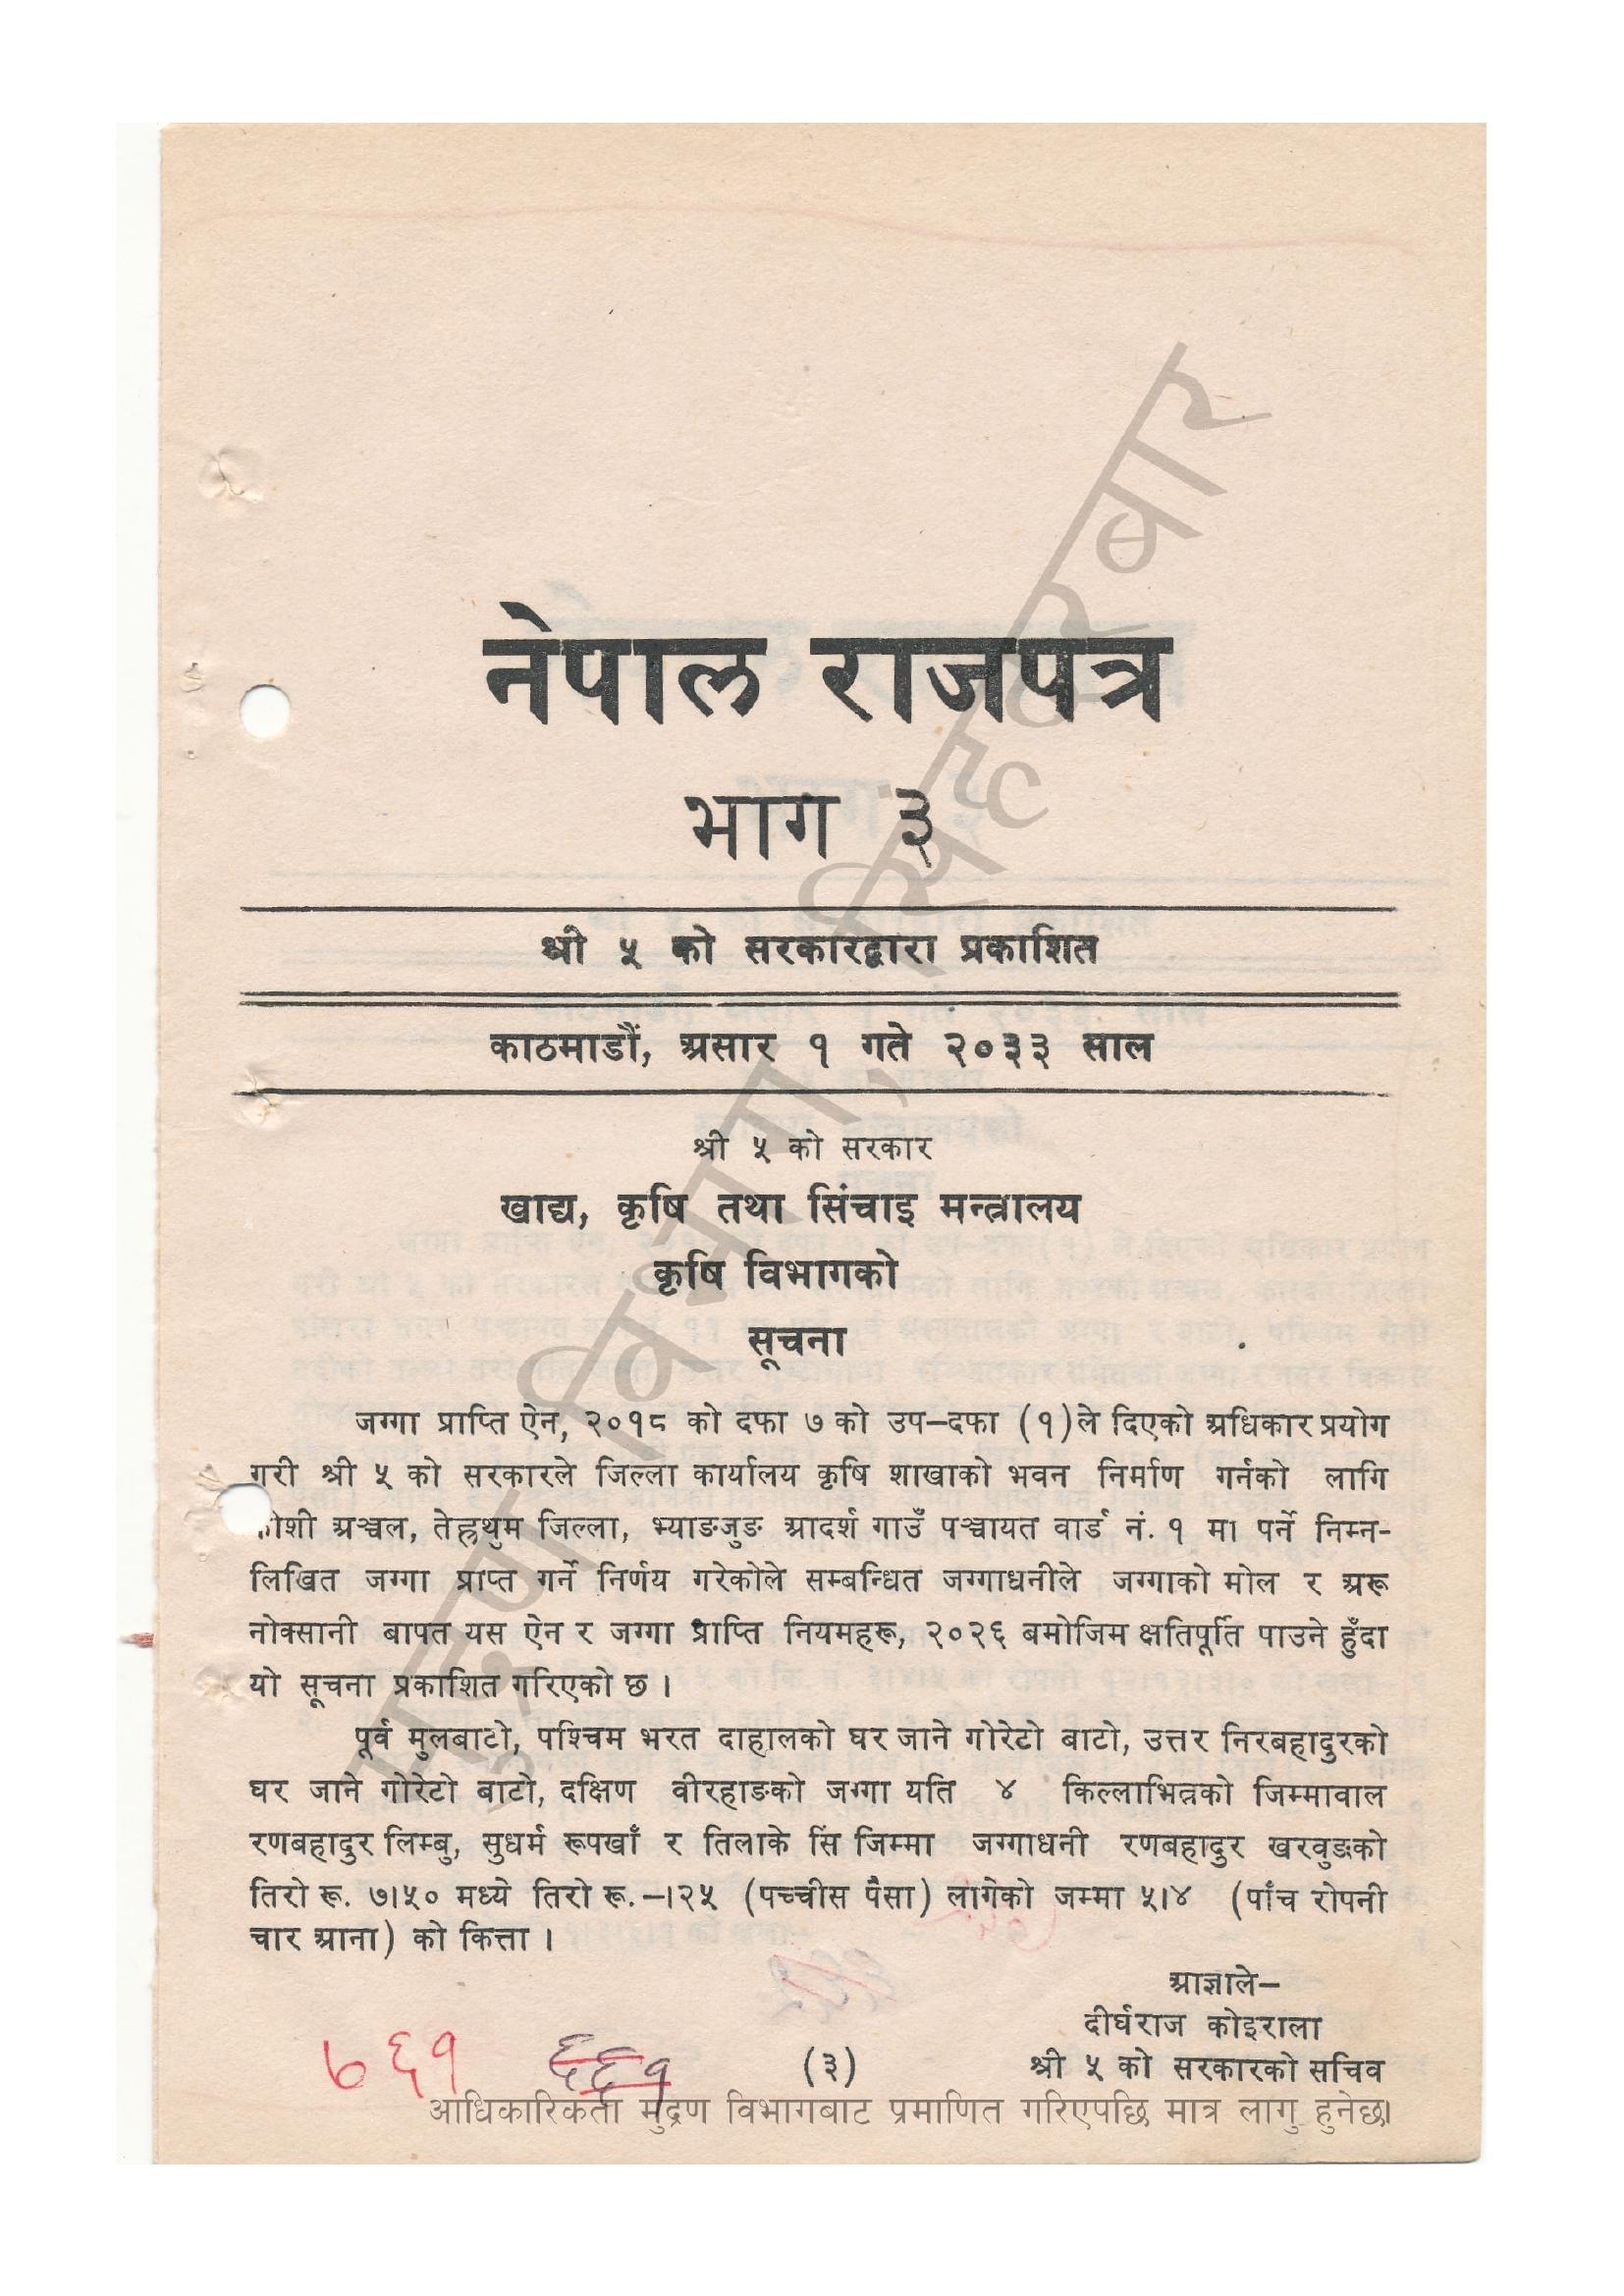 नेपाल राजपत्र
भाग ३
श्री ५ को सरकारद्वारा प्रकाशित
काठमाडौं, असार १ गते २०३३ साल
श्री ५ को सरकार
खाद्य, कृषि तथा सिंचाइ मन्त्रालय
कृषि विभागको
सूचना
जग्गा प्राप्ति ऐन, २०१८ को दफा ७ को उप-दफा (१)ले दिएको अधिकार प्रयोग
गरी श्री ५ को सरकारले जिल्ला कार्यालय कृषि शाखाको भवन निर्माण गर्नको लागि
कोशी अञ्चल, तेह्रथुम जिल्ला, भ्याङजुङ आदर्श गाउँ पञ्चायत वार्ड नं. १ मा पर्ने निम्न-
लिखित जग्गा प्राप्त गर्ने निर्णय गरेकोले सम्बन्धित जग्गाधनीले जग्गाको मोल र अरू
नोक्सानी बापत यस ऐन र जग्गा प्राप्ति नियमहरू, २०२६ बमोजिम क्षतिपूर्ति पाउने हुँदा
यो सूचना प्रकाशित गरिएको छ ।
पूर्व मुलबाटो, पश्चिम भरत दाहालको घर जाने गोरेटो बाटो, उत्तर निरबहादुरको
घर जाने गोरेटो बाटो, दक्षिण वीरहाङको जग्गा यति ४ किल्लाभित्रको जिम्मावाल
रणबहादुर लिम्बु, सुधर्म रूपखाँ र तिलाके सिं जिम्मा जग्गाधनी रणबहादुर खरवुङको
तिरो रू. ७।५० मध्ये तिरो रू.-।२५ (पच्चीस पैसा) लागेको जम्मा ५।४ (पाँच रोपनी
चार आना) को कित्ता ।
आज्ञाले-
दीर्घराज कोइराला
श्री ५ को सरकारको सचिव
७६१ ६६१ (३)
आधिकारिकता मुद्रण विभागबाट प्रमाणित गरिएपछि मात्र लागु हुनेछ।
मुद्रण विभाग, सिंहदरबार